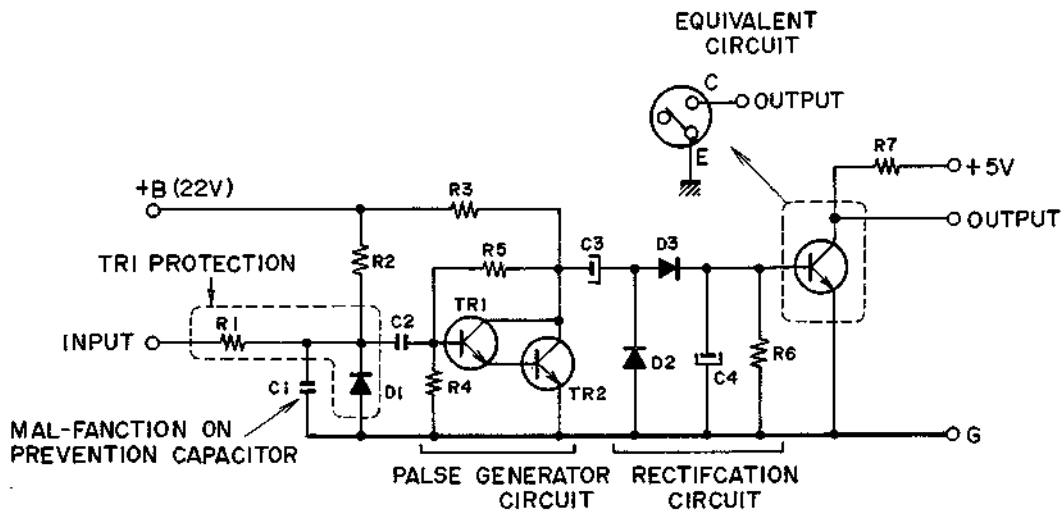 EQUIVALENT
CIRCUIT
C
OUTPUT
E
R7
+5V
+B (22V)
R3
OUTPUT
R2
R5
C3
D3
TRI PROTECTION
TR1
INPUT
R1
C2
C1
D1
R4
TR2
D2
C4
R6
MAL-FANCTION ON
PREVENTION CAPACITOR
G
PALSE GENERATOR
CIRCUIT
RECTIFCATION
CIRCUIT